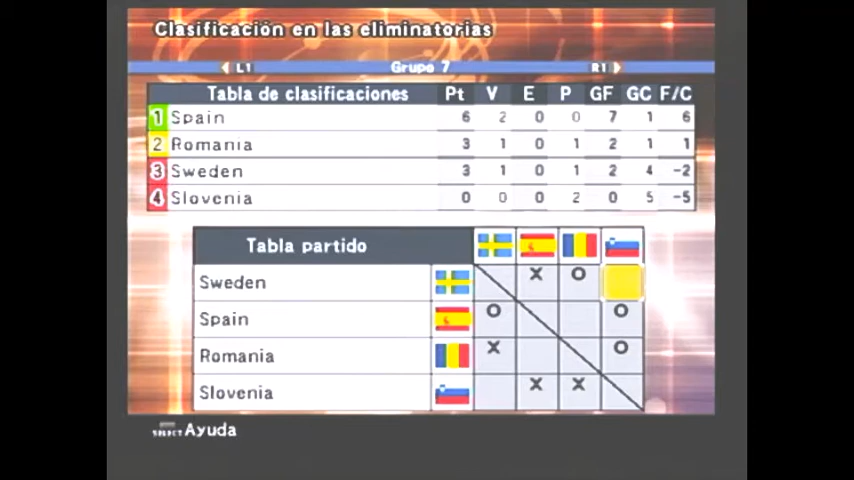 Clasificación en las eliminatorias
L1 Grupo 7 R1
Tabla de clasificaciones Pt V E P GF GC F/C
1 Spain 6 2 0 0 7 1 6
2 Romania 3 1 0 1 2 1 1
3 Sweden 3 1 0 1 2 4 -2
4 Slovenia 0 0 0 2 0 5 -5
Tabla partido
Sweden X O
Spain O O
Romania X O
Slovenia X X
SELECT Ayuda